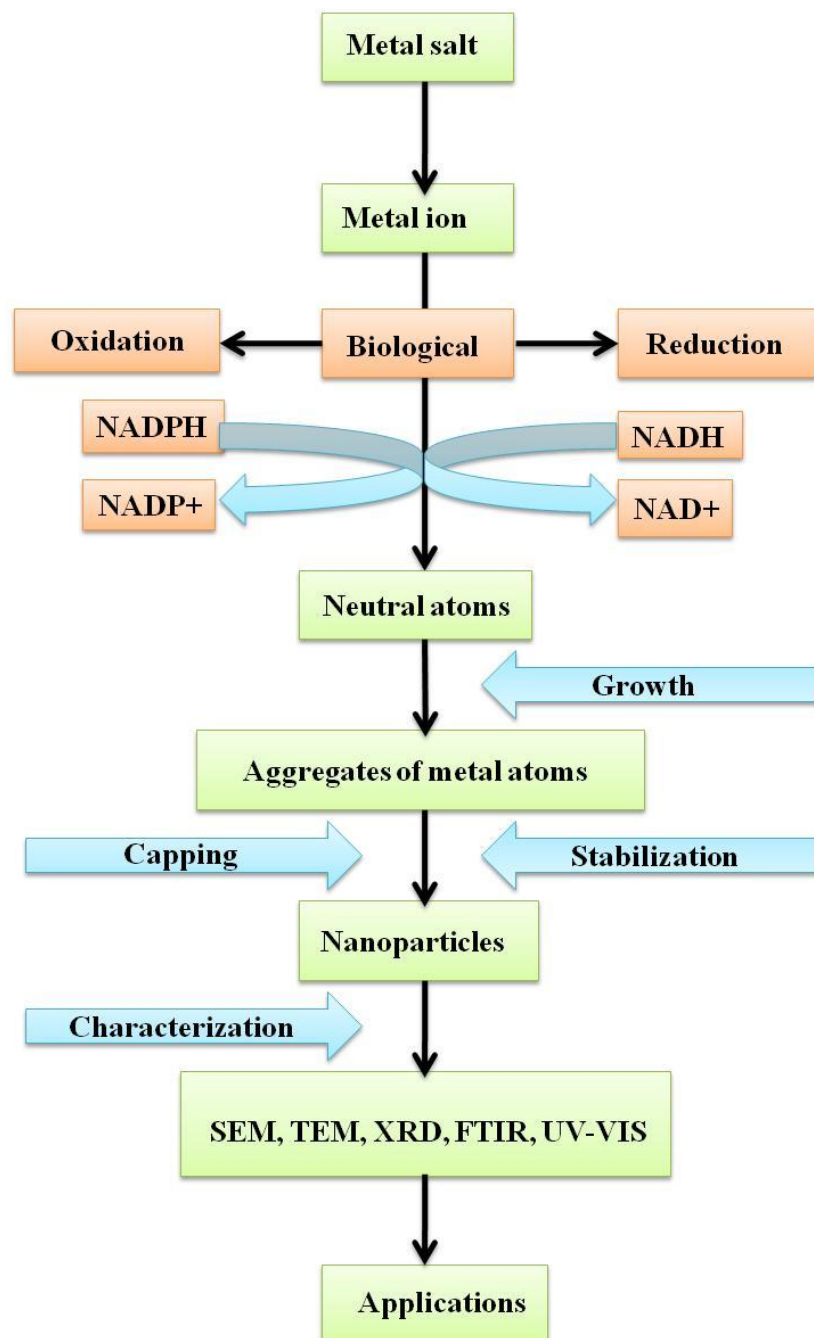 Metal salt
Metal ion
Oxidation
Biological
Reduction
NADPH
NADH
NADP+
NAD+
Neutral atoms
Growth
Aggregates of metal atoms
Capping
Stabilization
Nanoparticles
Characterization
SEM, TEM, XRD, FTIR, UV-VIS
Applications